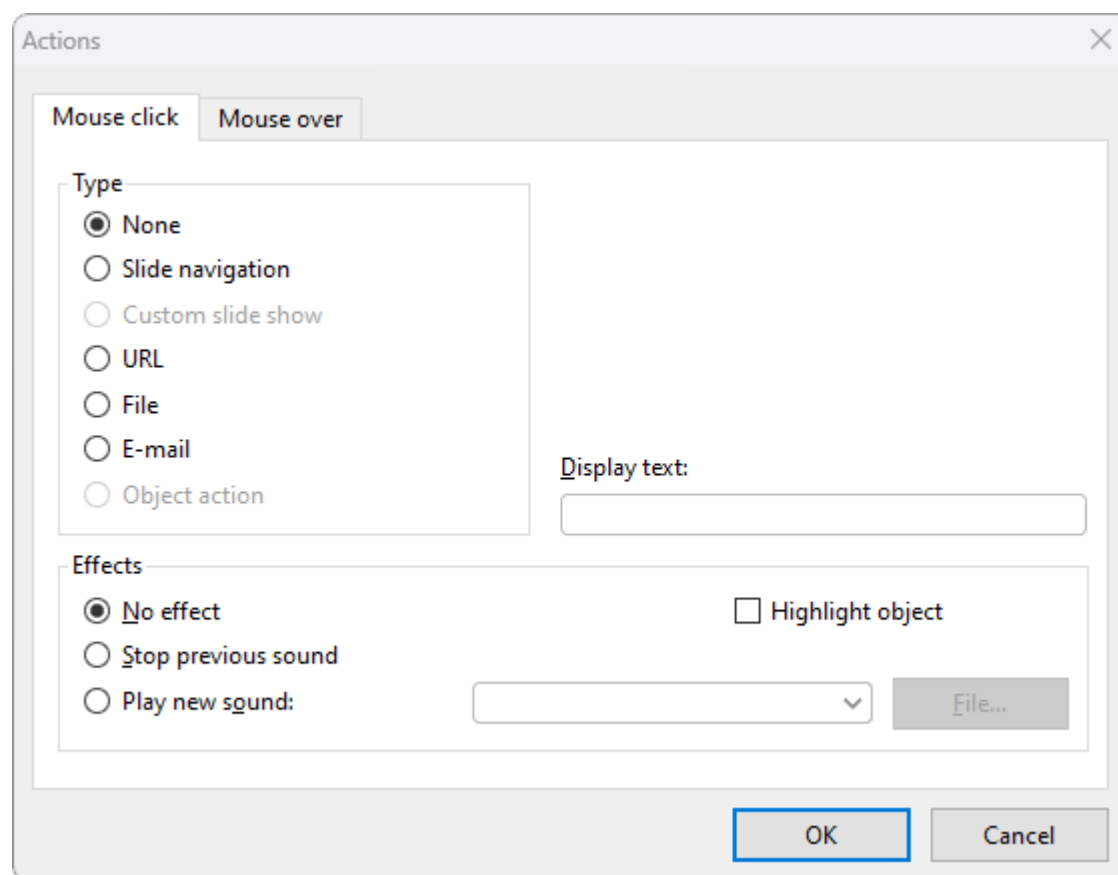 Actions
Mouse click
Mouse over
Type
None
Slide navigation
Custom slide show
URL
File
E-mail
Object action
Display text:
Effects
No effect
Highlight object
Stop previous sound
Play new sound:
File...
OK
Cancel